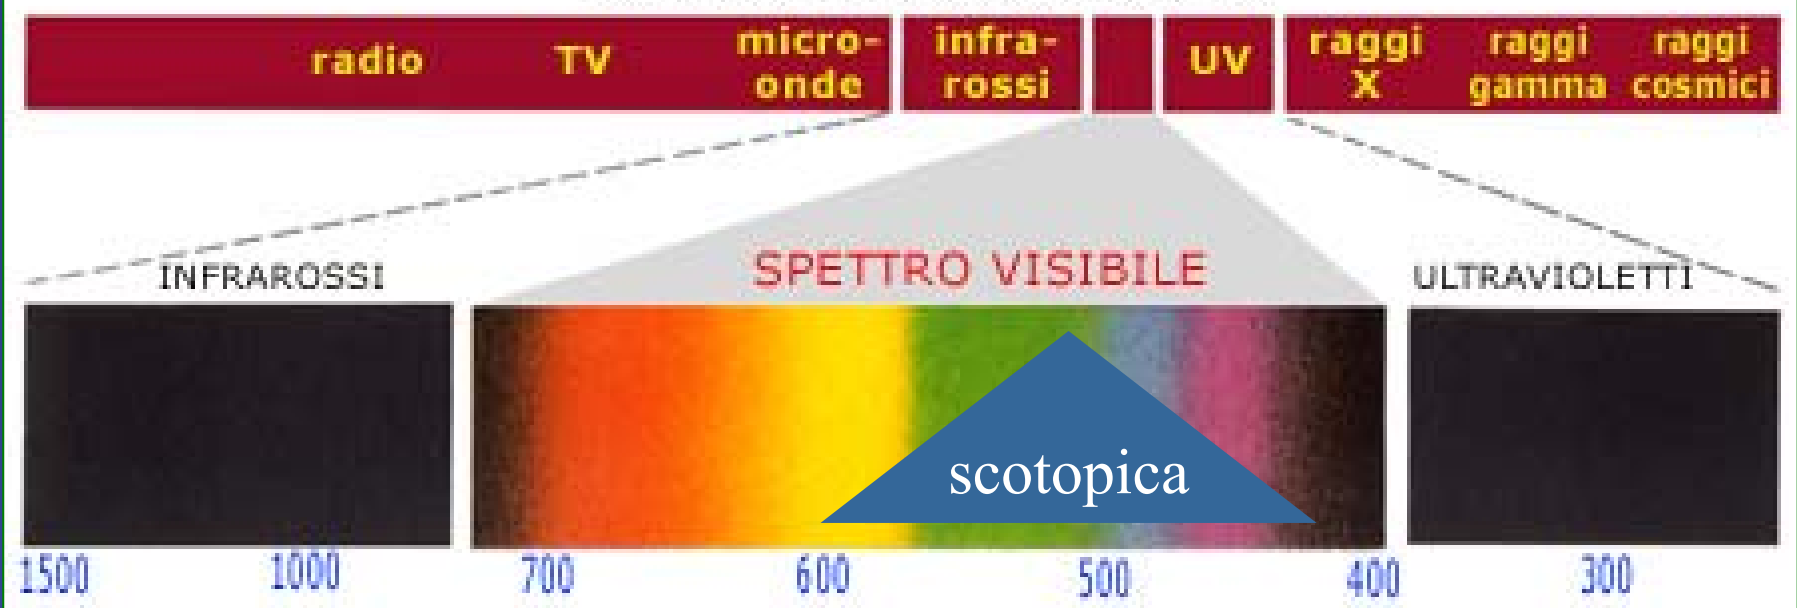 radio
TV
micro-
onde
infra-
rossi
UV
raggi
X
raggi
gamma
raggi
cosmici
INFRAROSSI
SPETTRO VISIBILE
ULTRAVIOLETTI
scotopica
1500 1000 700 600 500 400 300